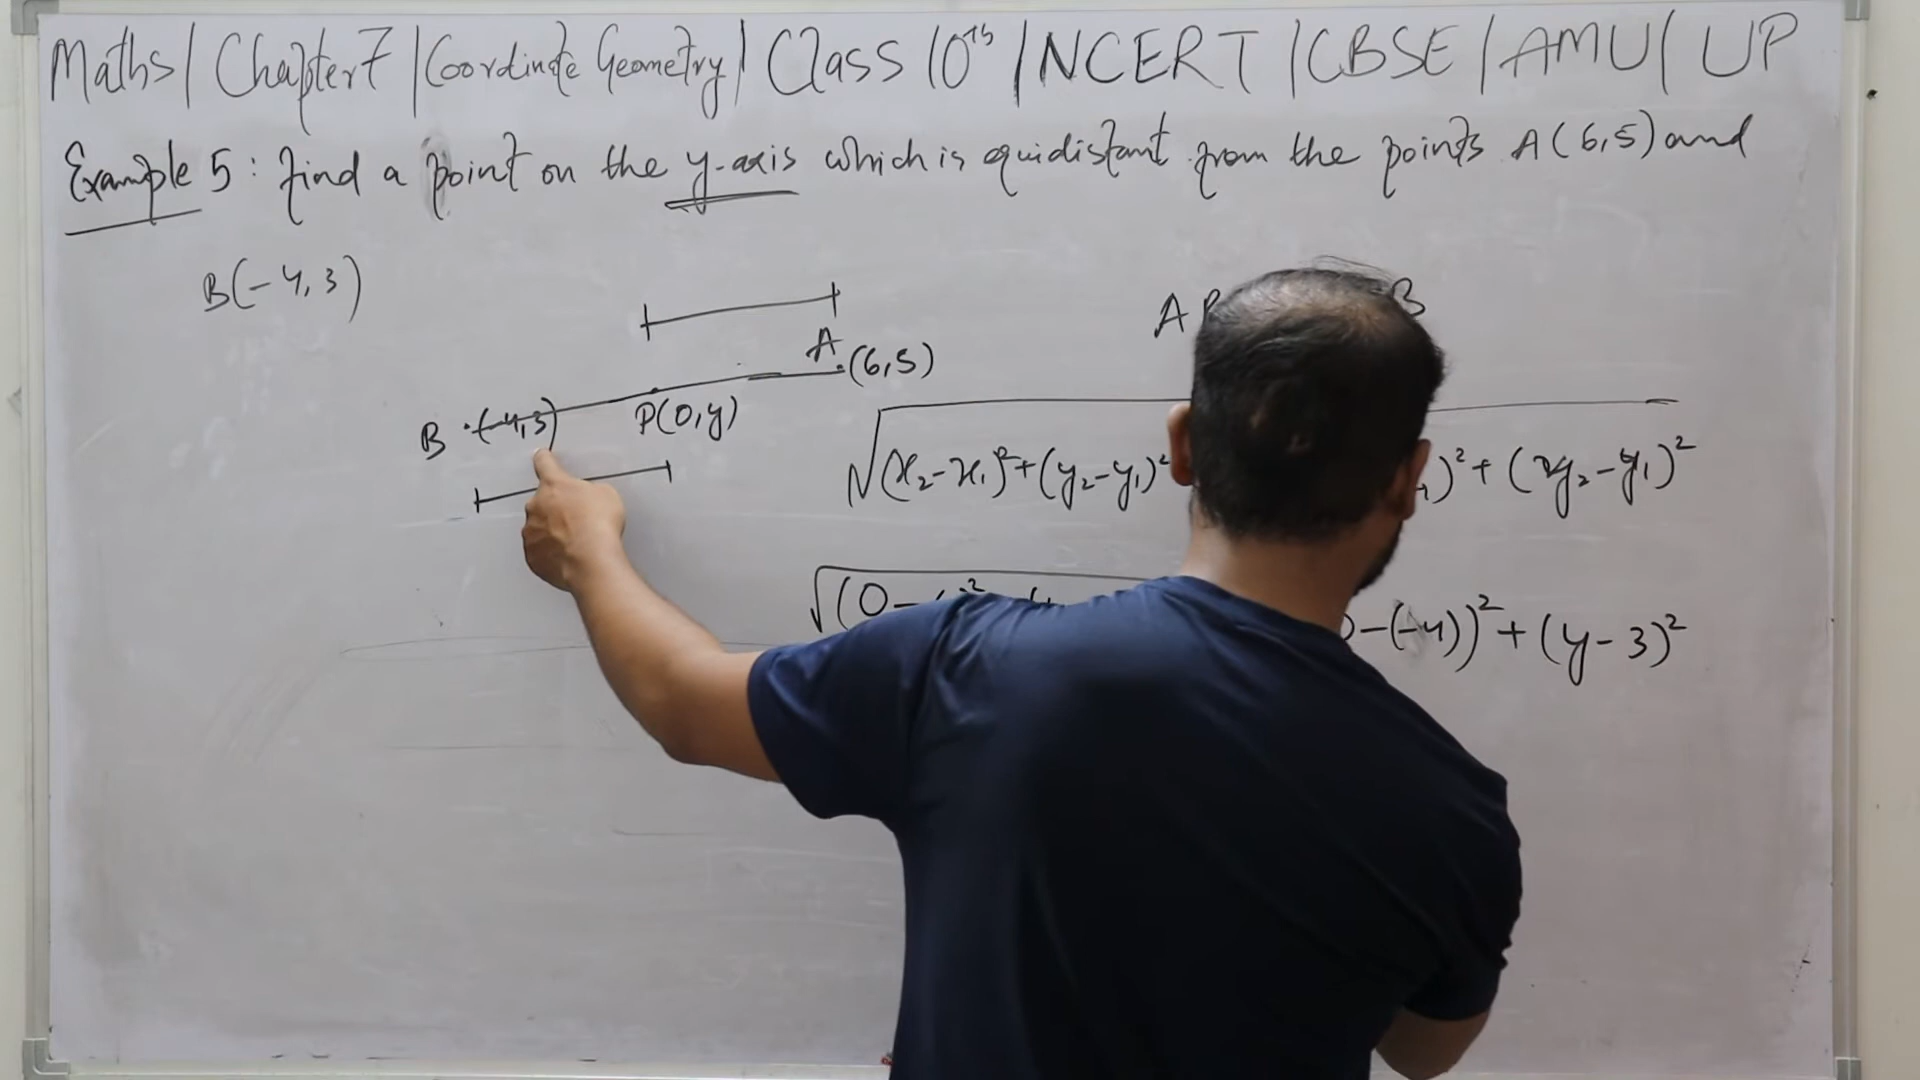 Maths / Chapter 7 / Coordinate Geometry / Class 10th / NCERT / CBSE / AMU / UP
Example 5 : find a point on the y-axis which is equidistant from the points A(6,5) and
B(-4,3)
A (6,5)
B (-4,3)
P(0,y)
√(x₂-x₁)²+(y₂-y₁)²
)²+(y₂-y₁)²
√(0-
-(-4))²+(y-3)²